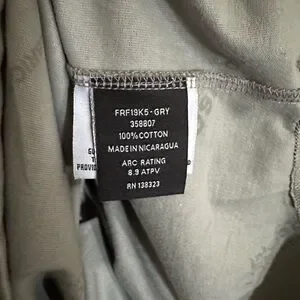 FRF19K5-GRY
358807
100% COTTON
MADE IN NICARAGUA
ARC RATING
8.9 ATPV
RN 138323